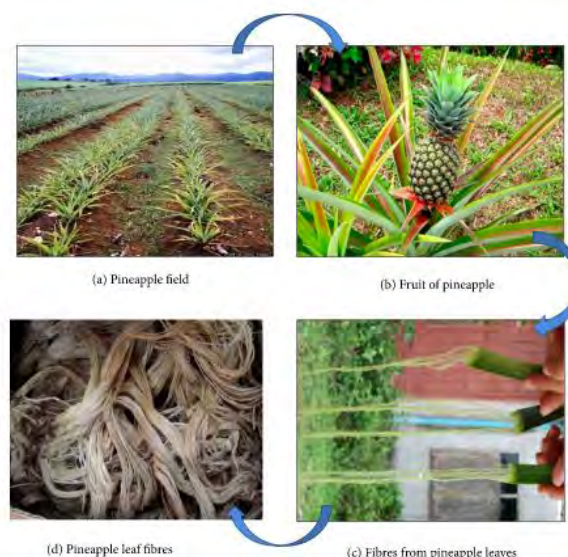 (a) Pineapple field
(b) Fruit of pineapple
(d) Pineapple leaf fibres
(c) Fibres from pineapple leaves